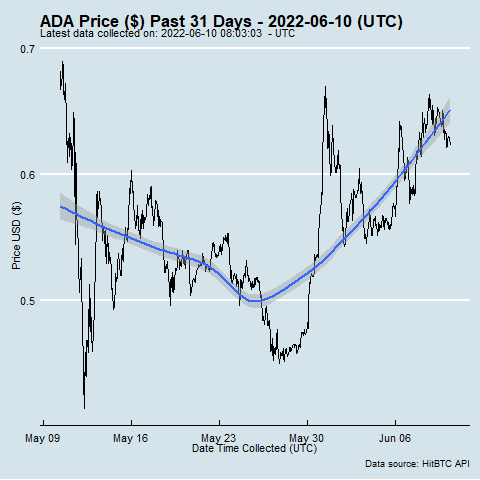 ADA Price ($) Past 31 Days - 2022-06-10 (UTC)
Latest data collected on: 2022-06-10 08:03:03 - UTC
0.7
0.6
0.5
Price USD ($)
May 09
May 16
May 23
May 30
Jun 06
Date Time Collected (UTC)
Data source: HitBTC API